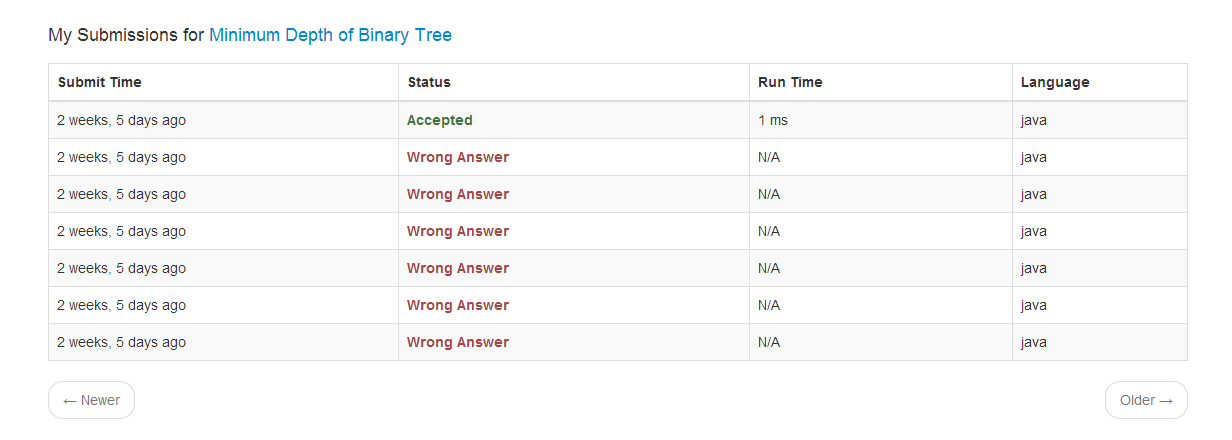 My Submissions for Minimum Depth of Binary Tree
Submit Time Status Run Time Language
2 weeks, 5 days ago Accepted 1 ms java
2 weeks, 5 days ago Wrong Answer N/A java
2 weeks, 5 days ago Wrong Answer N/A java
2 weeks, 5 days ago Wrong Answer N/A java
2 weeks, 5 days ago Wrong Answer N/A java
2 weeks, 5 days ago Wrong Answer N/A java
2 weeks, 5 days ago Wrong Answer N/A java
← Newer Older →